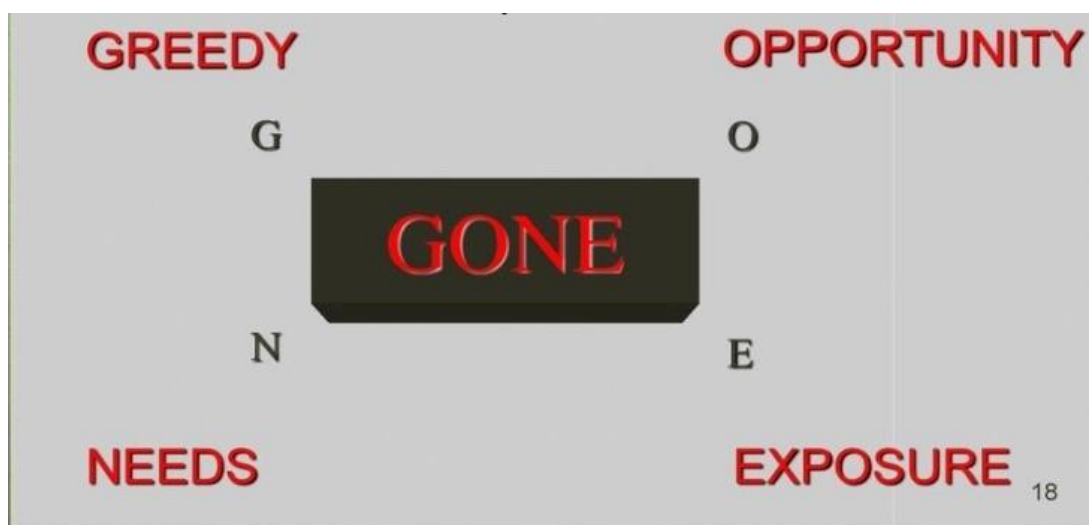 GREEDY OPPORTUNITY
G O
GONE
N E
NEEDS EXPOSURE
18